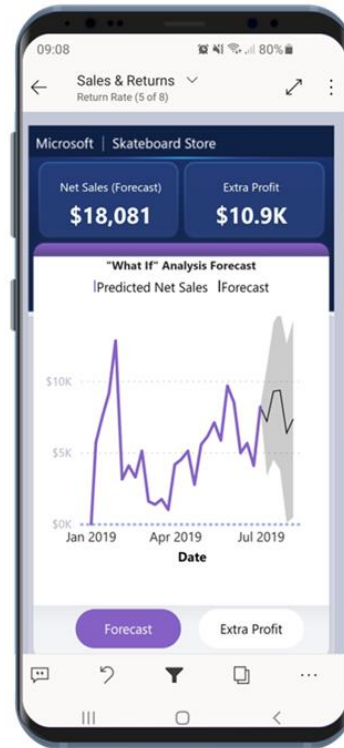 09:08
80%
Sales & Returns
Return Rate (5 of 8)
Microsoft | Skateboard Store
Net Sales (Forecast)
$18,081
Extra Profit
$10.9K
"What If" Analysis Forecast
Predicted Net Sales Forecast
$10K
$5K
$0K
Jan 2019 Apr 2019 Jul 2019
Date
Forecast
Extra Profit